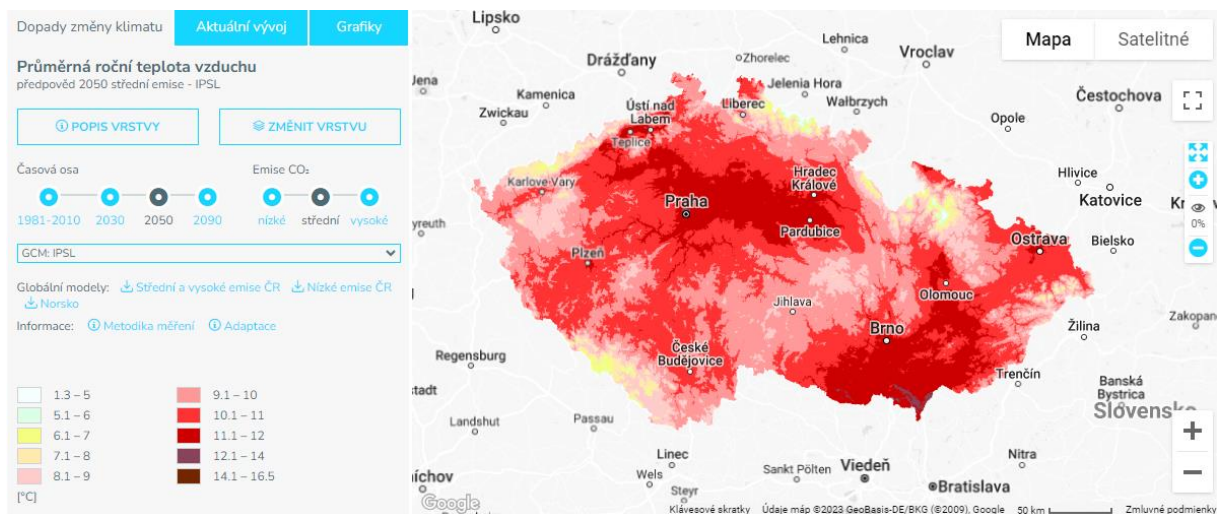 Dopady změny klimatu
Aktuální vývoj
Grafiky
Průměrná roční teplota vzduchu
předpověd 2050 střední emise - IPSL
POPIS VRSTVY
ZMĚNIT VRSTVU
Časová osa
Emise CO₂
1981-2010 2030 2050 2090
nízké střední vysoké
GCM: IPSL
Globální modely: Střední a vysoké emise ČR Nízké emise ČR
Norsko
Informace: Metodika měření Adaptace
1.3 – 5
5.1 – 6
6.1 – 7
7.1 – 8
8.1 – 9
9.1 – 10
10.1 – 11
11.1 – 12
12.1 – 14
14.1 – 16.5
[°C]
Mapa
Satelitné
0%
Lipsko
Lehnica
Vroclav
Drážďany
Zhorelec
Jena
Kamenica
Jelenia Hora
Čestochova
Zwickau
Ústí nad
Labem
Liberec
Walbrzych
Opole
Teplice
Hlivice
Karlove Vary
Hradec
Králové
Katovice
Praha
Pardubice
Ostrava
Bielsko
Plzeň
Olomouc
Jihlava
Žilina
Brno
Regensburg
České
Budějovice
Trenčín
Banská
Bystrica
Slovensko
Landshut
Passau
Linec
Nitra
Wels
Sankt Pölten
Viedeň
Steyr
Bratislava
Google
Klávesové skratky
Údaje máp ©2023 GeoBasis-DE/BKG (©2009), Google
50 km
Zmluvné podmienky